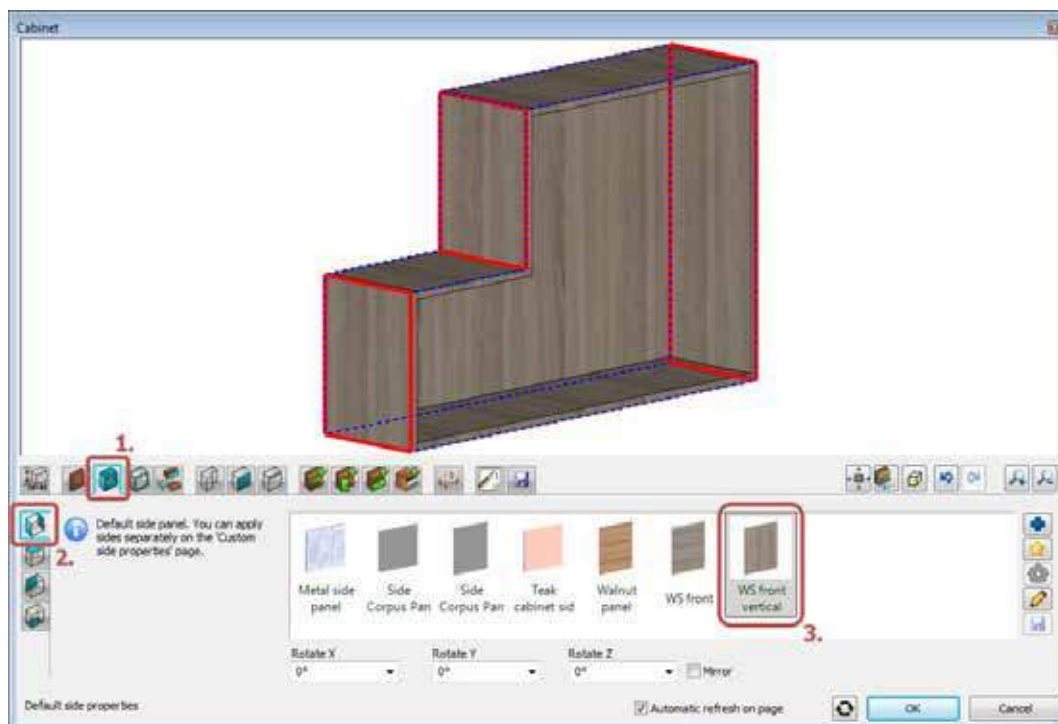 Cabinet
1.
2.
Default side panel. You can apply
sides separately on the 'Custom
side properties' page.
Metal side
panel
Side
Corpus Pan
Side
Corpus Pan
Teak
cabinet sid
Walnut
panel
WS front
WS front
vertical
3.
Rotate X
Rotate Y
Rotate Z
0°
0°
0°
Mirror
Default side properties
Automatic refresh on page
OK
Cancel